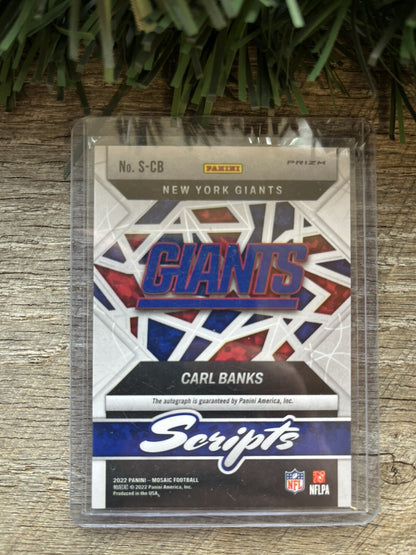 No. S-CB PANINI PRIZM
NEW YORK GIANTS
GIANTS
CARL BANKS
The autograph is guaranteed by Panini America, Inc.
Scripts
2022 PANINI – MOSAIC FOOTBALL
© 2022 Panini America, Inc.
Produced in the USA.
NFL NFLPA